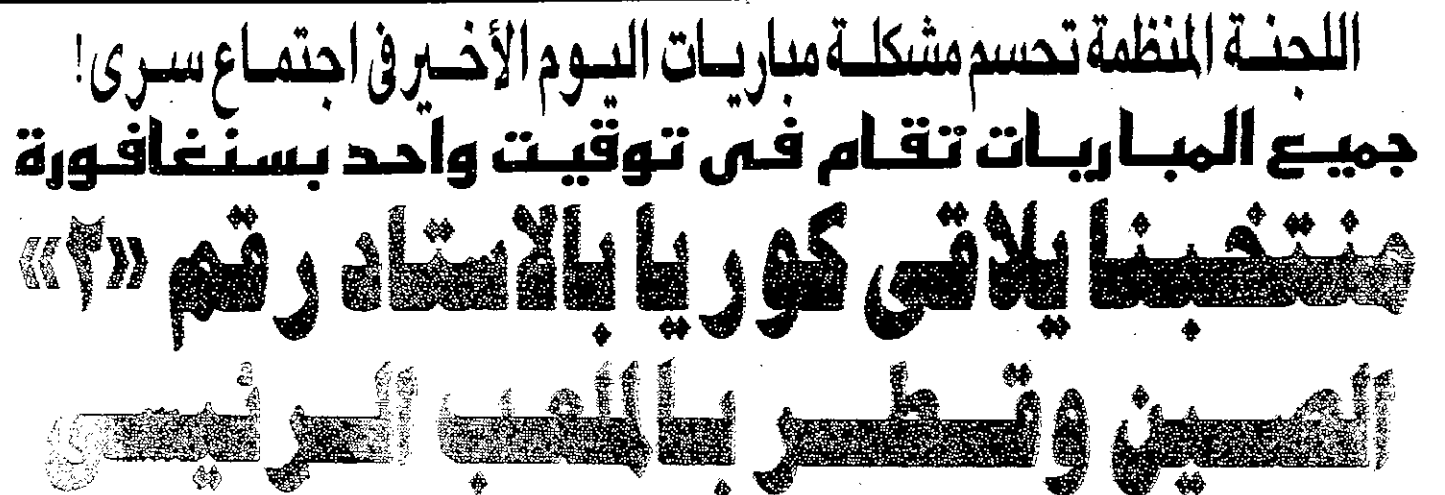 اللجنة المنظمة تحسم مشكلة مباريات اليوم الأخير فى اجتماع سرى!
جميع المباريات تقام فى توقيت واحد بسنغافورة
منتخبنا يلاقى كوريا بالاستاد رقم «٢»
الصين وقطر بالملعب الرئيسى